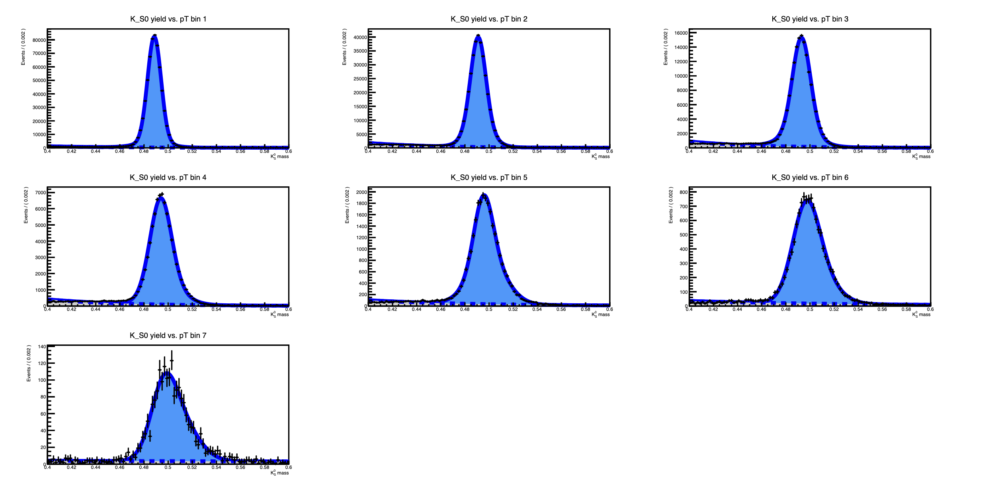 K_S0 yield vs. pT bin 1
Events / ( 0.002 )
80000
70000
60000
50000
40000
30000
20000
10000
0
0.4 0.42 0.44 0.46 0.48 0.5 0.52 0.54 0.56 0.58 0.6
K⁰_S mass
K_S0 yield vs. pT bin 2
Events / ( 0.002 )
40000
35000
30000
25000
20000
15000
10000
5000
0
0.4 0.42 0.44 0.46 0.48 0.5 0.52 0.54 0.56 0.58 0.6
K⁰_S mass
K_S0 yield vs. pT bin 3
Events / ( 0.002 )
16000
14000
12000
10000
8000
6000
4000
2000
0
0.4 0.42 0.44 0.46 0.48 0.5 0.52 0.54 0.56 0.58 0.6
K⁰_S mass
K_S0 yield vs. pT bin 4
Events / ( 0.002 )
7000
6000
5000
4000
3000
2000
1000
0
0.4 0.42 0.44 0.46 0.48 0.5 0.52 0.54 0.56 0.58 0.6
K⁰_S mass
K_S0 yield vs. pT bin 5
Events / ( 0.002 )
2000
1800
1600
1400
1200
1000
800
600
400
200
0
0.4 0.42 0.44 0.46 0.48 0.5 0.52 0.54 0.56 0.58 0.6
K⁰_S mass
K_S0 yield vs. pT bin 6
Events / ( 0.002 )
800
700
600
500
400
300
200
100
0
0.4 0.42 0.44 0.46 0.48 0.5 0.52 0.54 0.56 0.58 0.6
K⁰_S mass
K_S0 yield vs. pT bin 7
Events / ( 0.002 )
140
120
100
80
60
40
20
0
0.4 0.42 0.44 0.46 0.48 0.5 0.52 0.54 0.56 0.58 0.6
K⁰_S mass